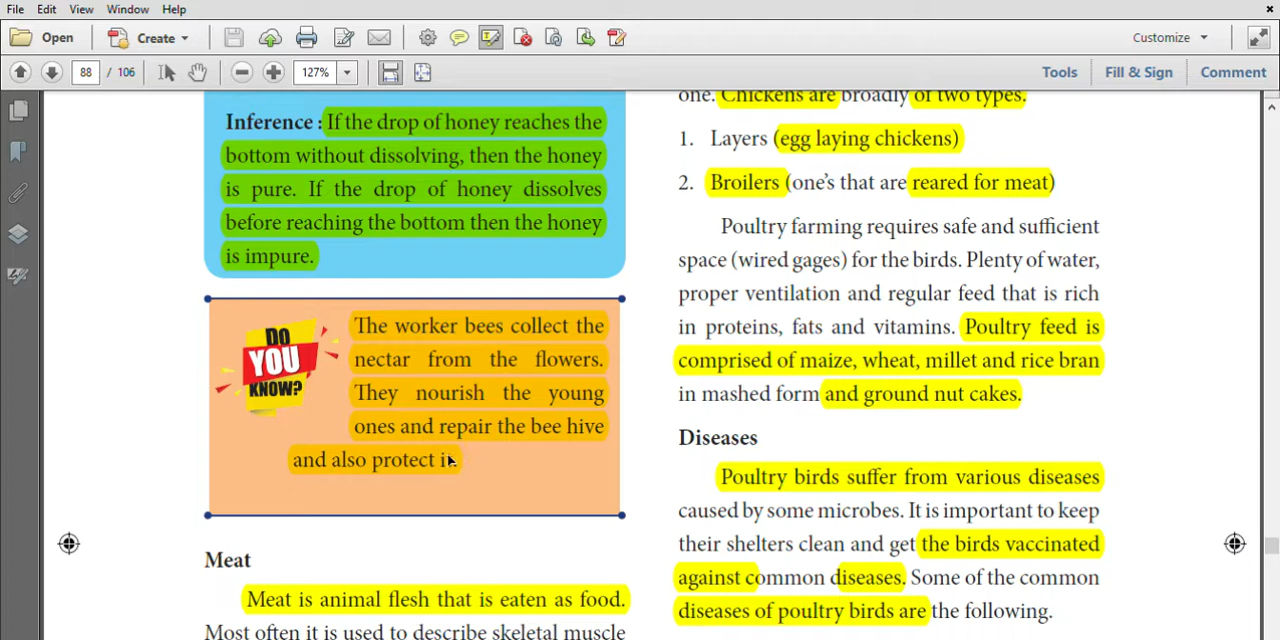 File Edit View Window Help
Open Create Customize
88 / 106 127% Tools Fill & Sign Comment
Inference : If the drop of honey reaches the
bottom without dissolving, then the honey
is pure. If the drop of honey dissolves
before reaching the bottom then the honey
is impure.
DO
YOU
KNOW?
The worker bees collect the
nectar from the flowers.
They nourish the young
ones and repair the bee hive
and also protect
Meat
Meat is animal flesh that is eaten as food.
Most often it is used to describe skeletal muscle
one. Chickens are broadly of two types.
1. Layers (egg laying chickens)
2. Broilers (one's that are reared for meat)
Poultry farming requires safe and sufficient
space (wired gages) for the birds. Plenty of water,
proper ventilation and regular feed that is rich
in proteins, fats and vitamins. Poultry feed is
comprised of maize, wheat, millet and rice bran
in mashed form and ground nut cakes.
Diseases
Poultry birds suffer from various diseases
caused by some microbes. It is important to keep
their shelters clean and get the birds vaccinated
against common diseases. Some of the common
diseases of poultry birds are the following.